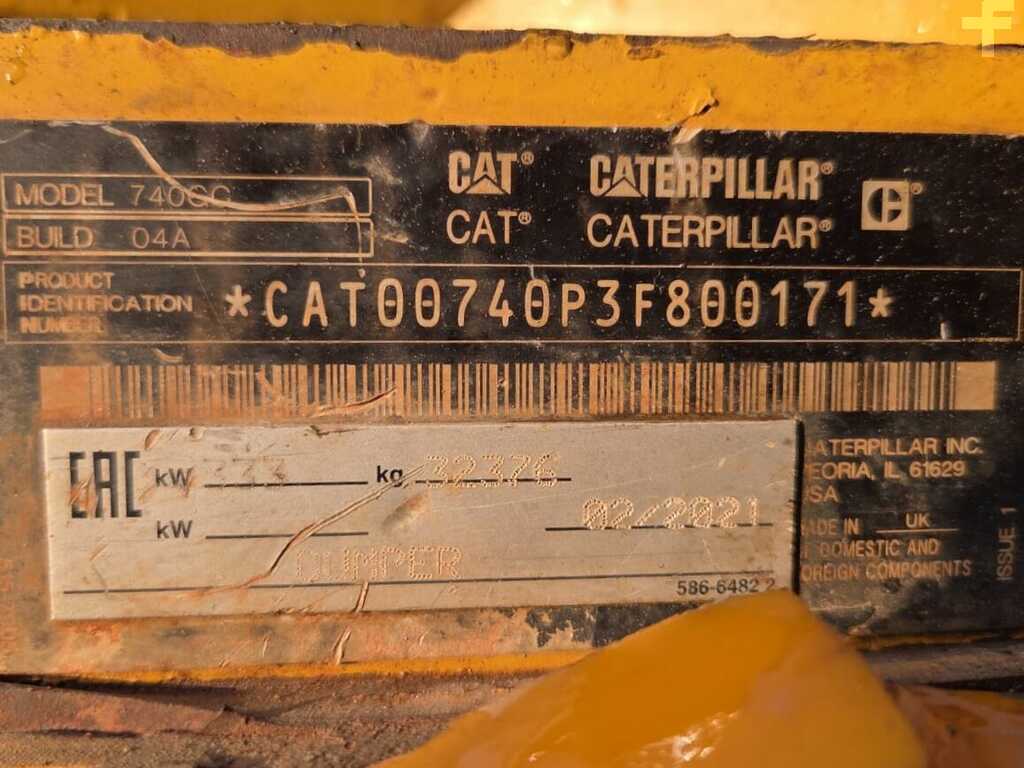 CAT® CATERPILLAR®
CAT® CATERPILLAR®
MODEL 740GC
BUILD 04A
PRODUCT
IDENTIFICATION
NUMBER
*CAT00740P3F800171*
EAC kW 333 kg 32376
kW 02/2021
DUMPER
586-6482 2
CATERPILLAR INC.
PEORIA, IL 61629
USA
MADE IN UK
DOMESTIC AND
FOREIGN COMPONENTS
ISSUE 1